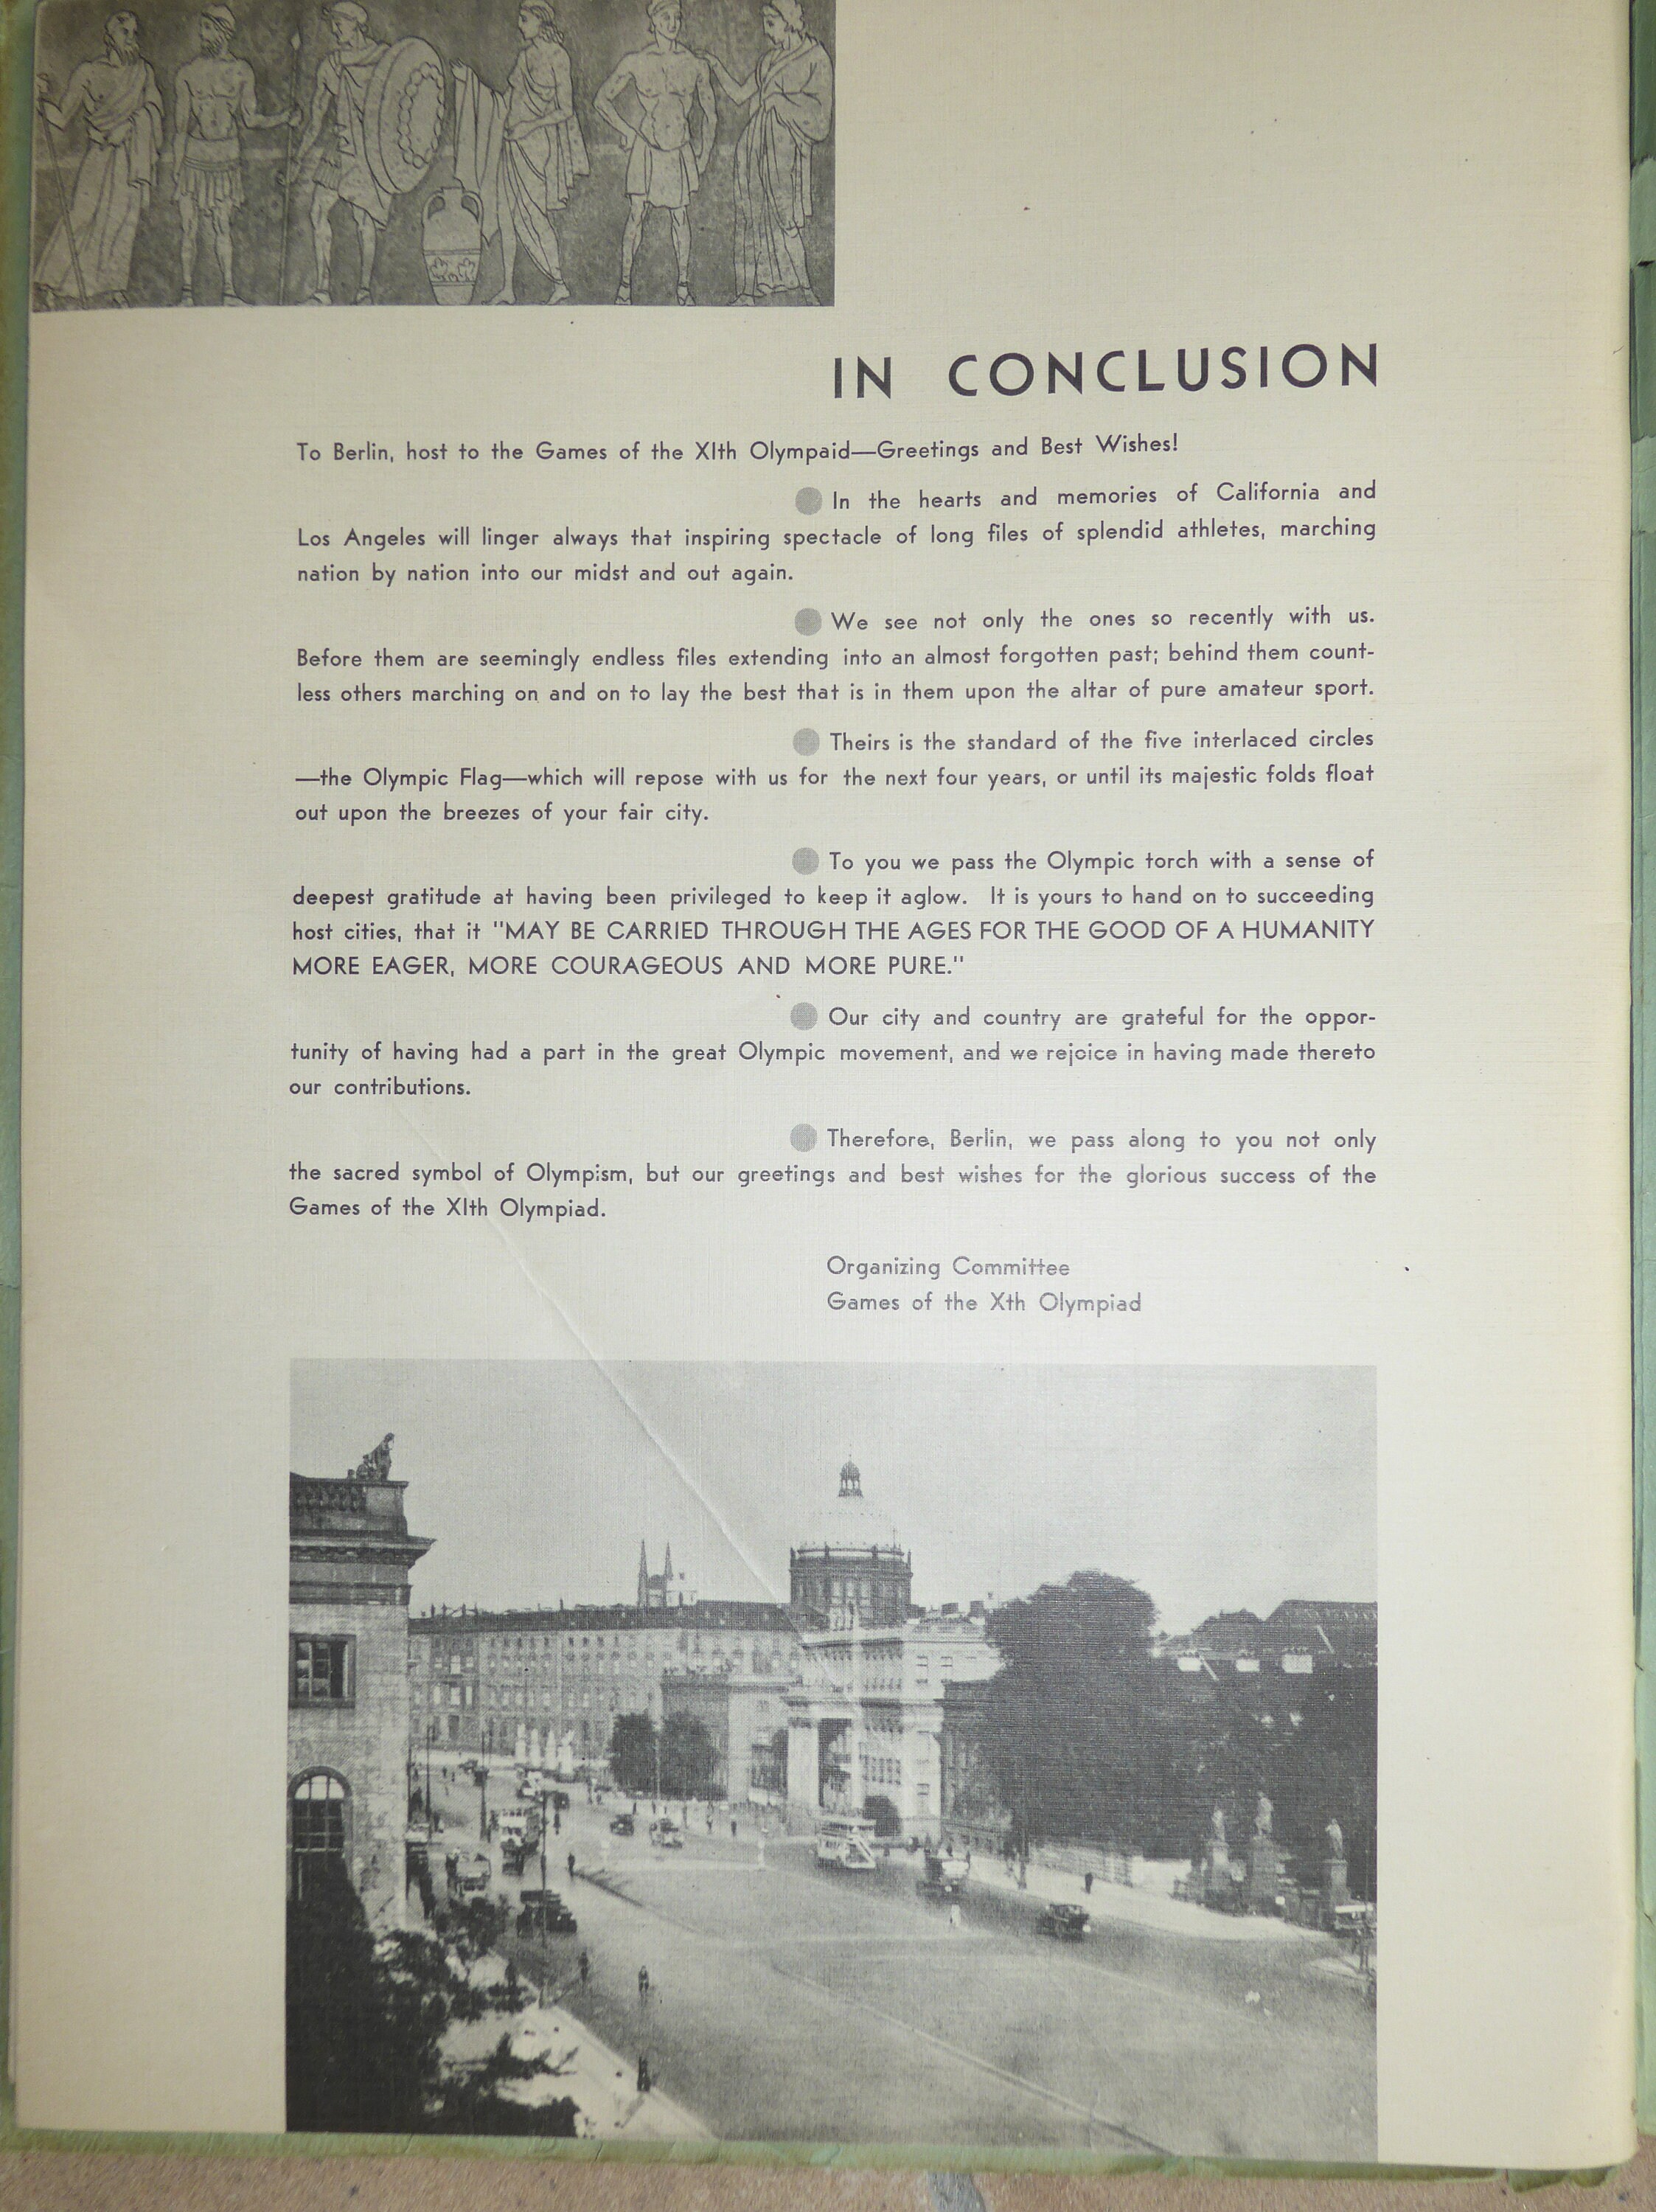 IN CONCLUSION
To Berlin, host to the Games of the XIth Olympaid—Greetings and Best Wishes!
In the hearts and memories of California and
Los Angeles will linger always that inspiring spectacle of long files of splendid athletes, marching
nation by nation into our midst and out again.
We see not only the ones so recently with us.
Before them are seemingly endless files extending into an almost forgotten past; behind them count-
less others marching on and on to lay the best that is in them upon the altar of pure amateur sport.
Theirs is the standard of the five interlaced circles
—the Olympic Flag—which will repose with us for the next four years, or until its majestic folds float
out upon the breezes of your fair city.
To you we pass the Olympic torch with a sense of
deepest gratitude at having been privileged to keep it aglow. It is yours to hand on to succeeding
host cities, that it "MAY BE CARRIED THROUGH THE AGES FOR THE GOOD OF A HUMANITY
MORE EAGER, MORE COURAGEOUS AND MORE PURE."
Our city and country are grateful for the oppor-
tunity of having had a part in the great Olympic movement, and we rejoice in having made thereto
our contributions.
Therefore, Berlin, we pass along to you not only
the sacred symbol of Olympism, but our greetings and best wishes for the glorious success of the
Games of the XIth Olympiad.
Organizing Committee
Games of the Xth Olympiad